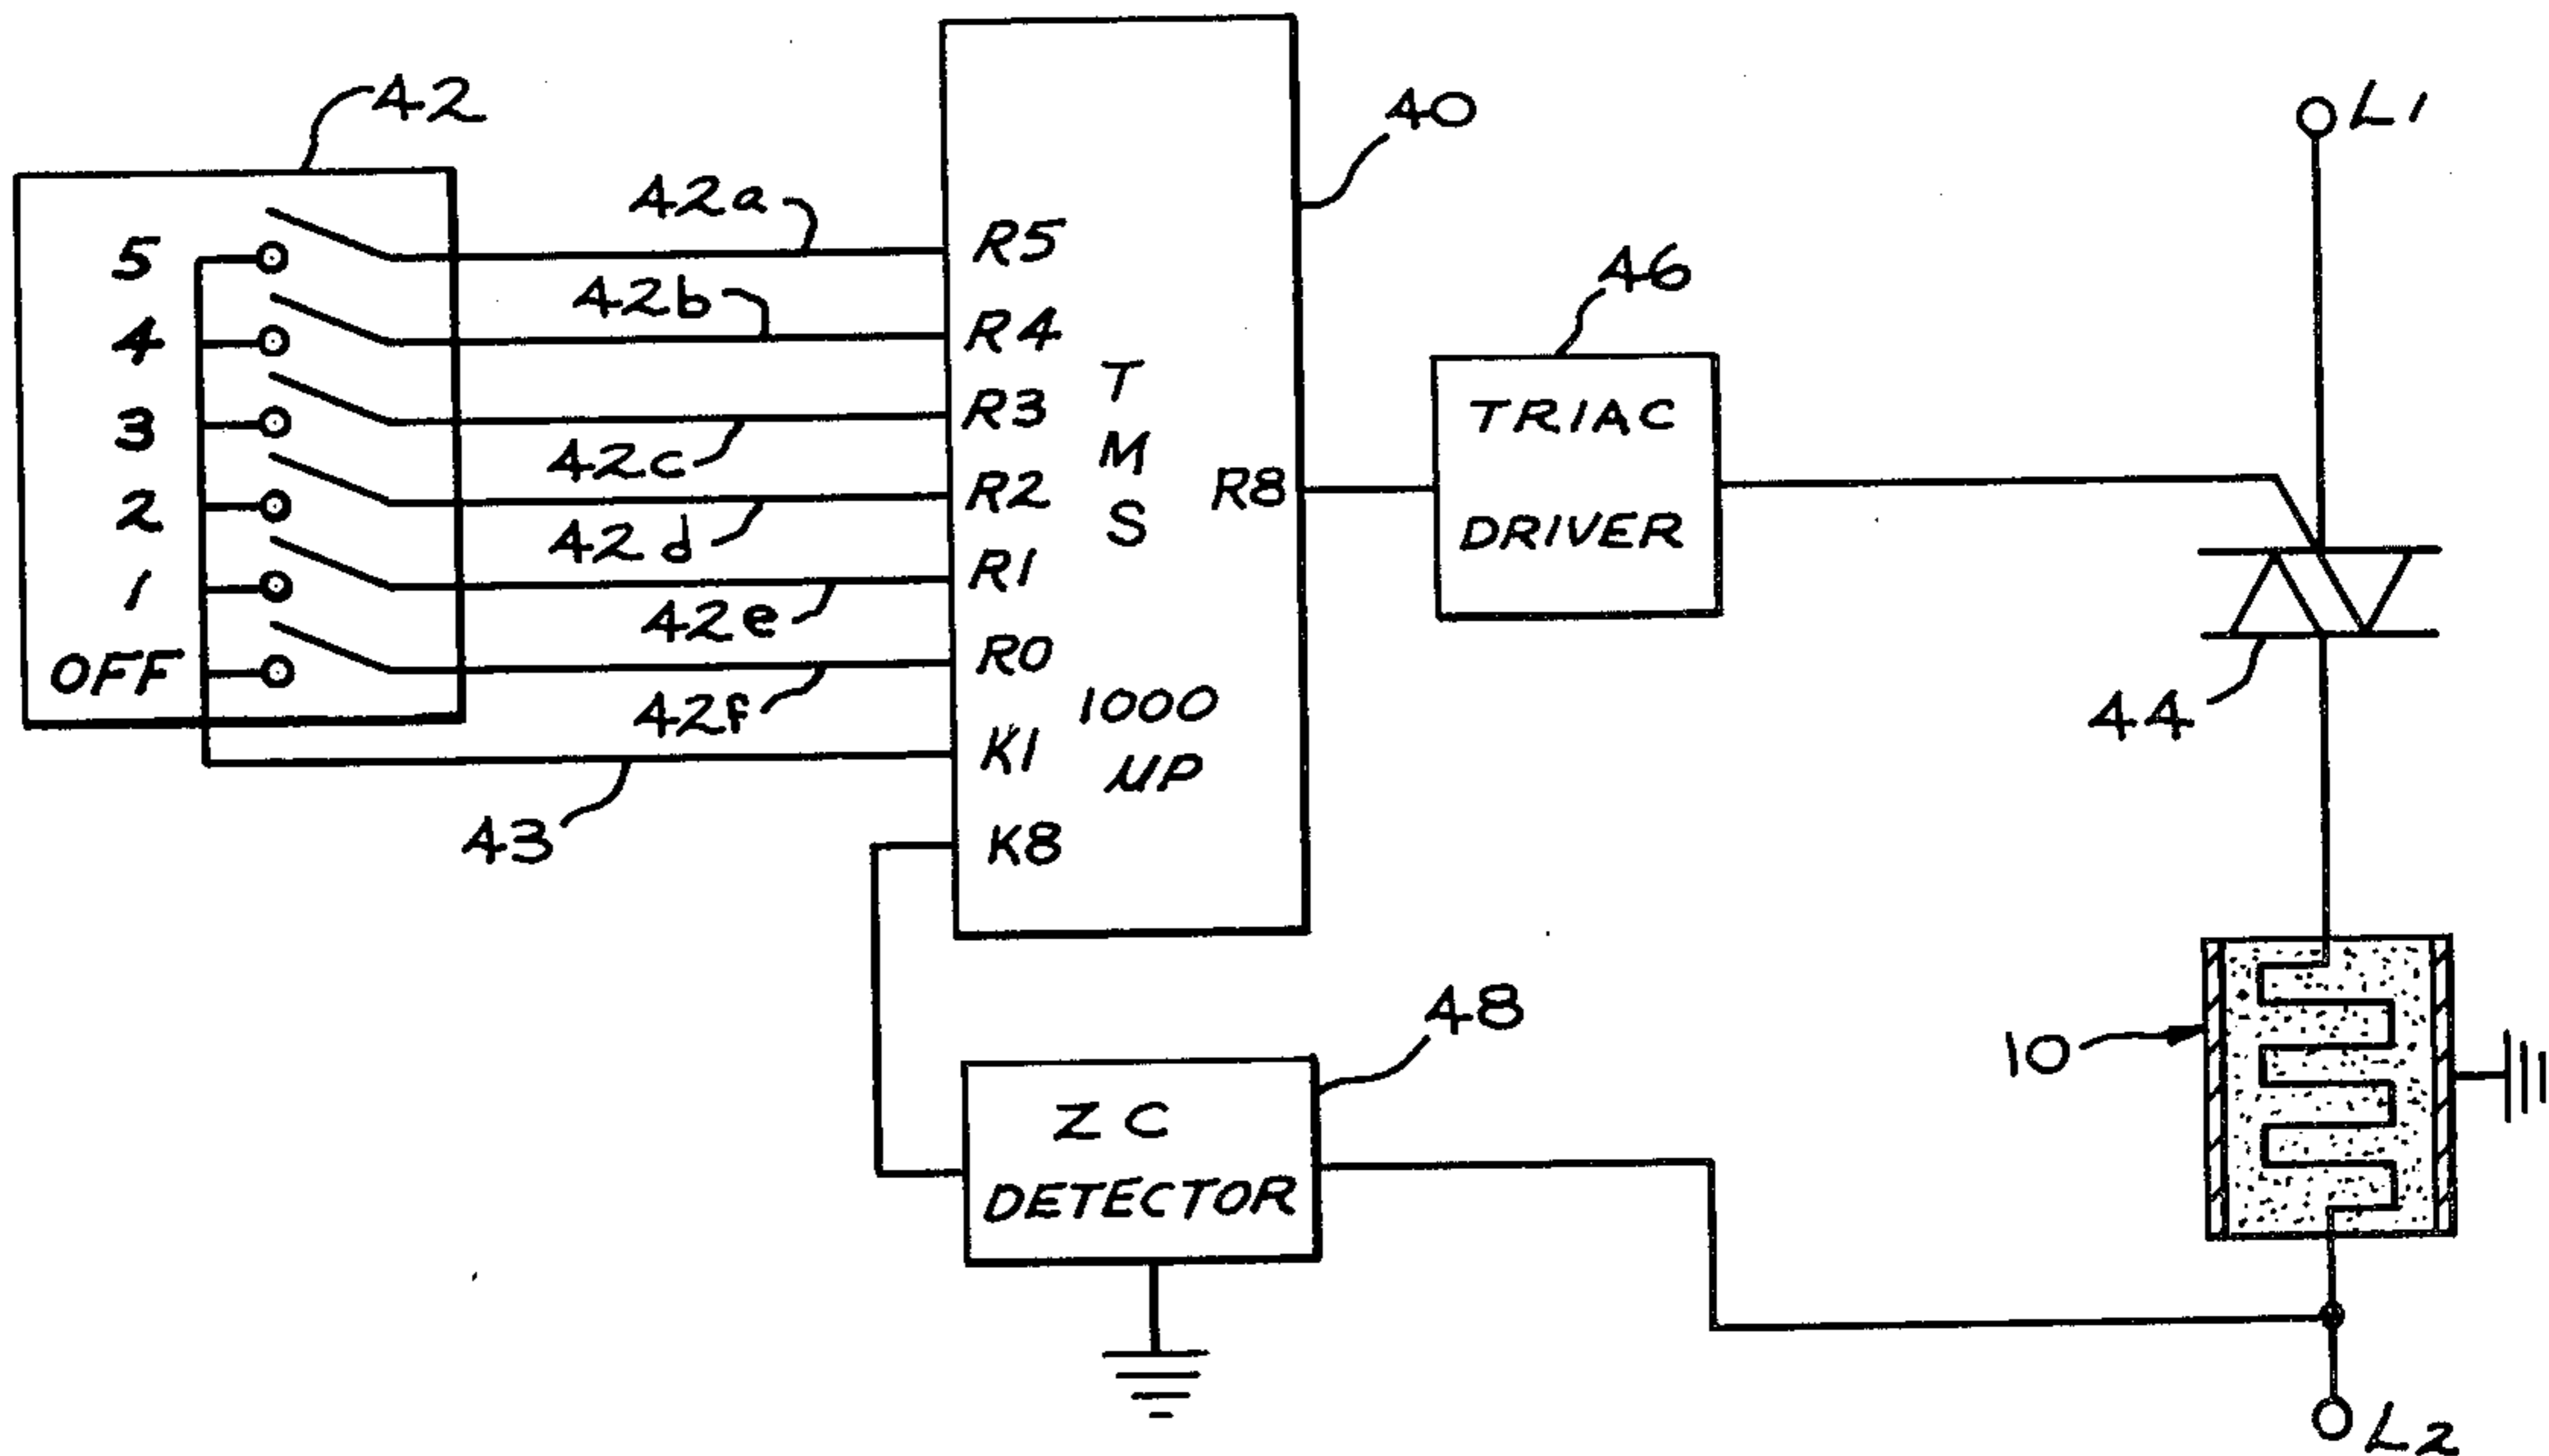 42
5
4
3
2
1
OFF
42a
42b
42c
42d
42e
42f
43
R5
R4
R3
R2
R1
R0
K1
K8
T
M
S
1000
μP
R8
40
46
TRIAC
DRIVER
L1
44
10
48
ZC
DETECTOR
L2